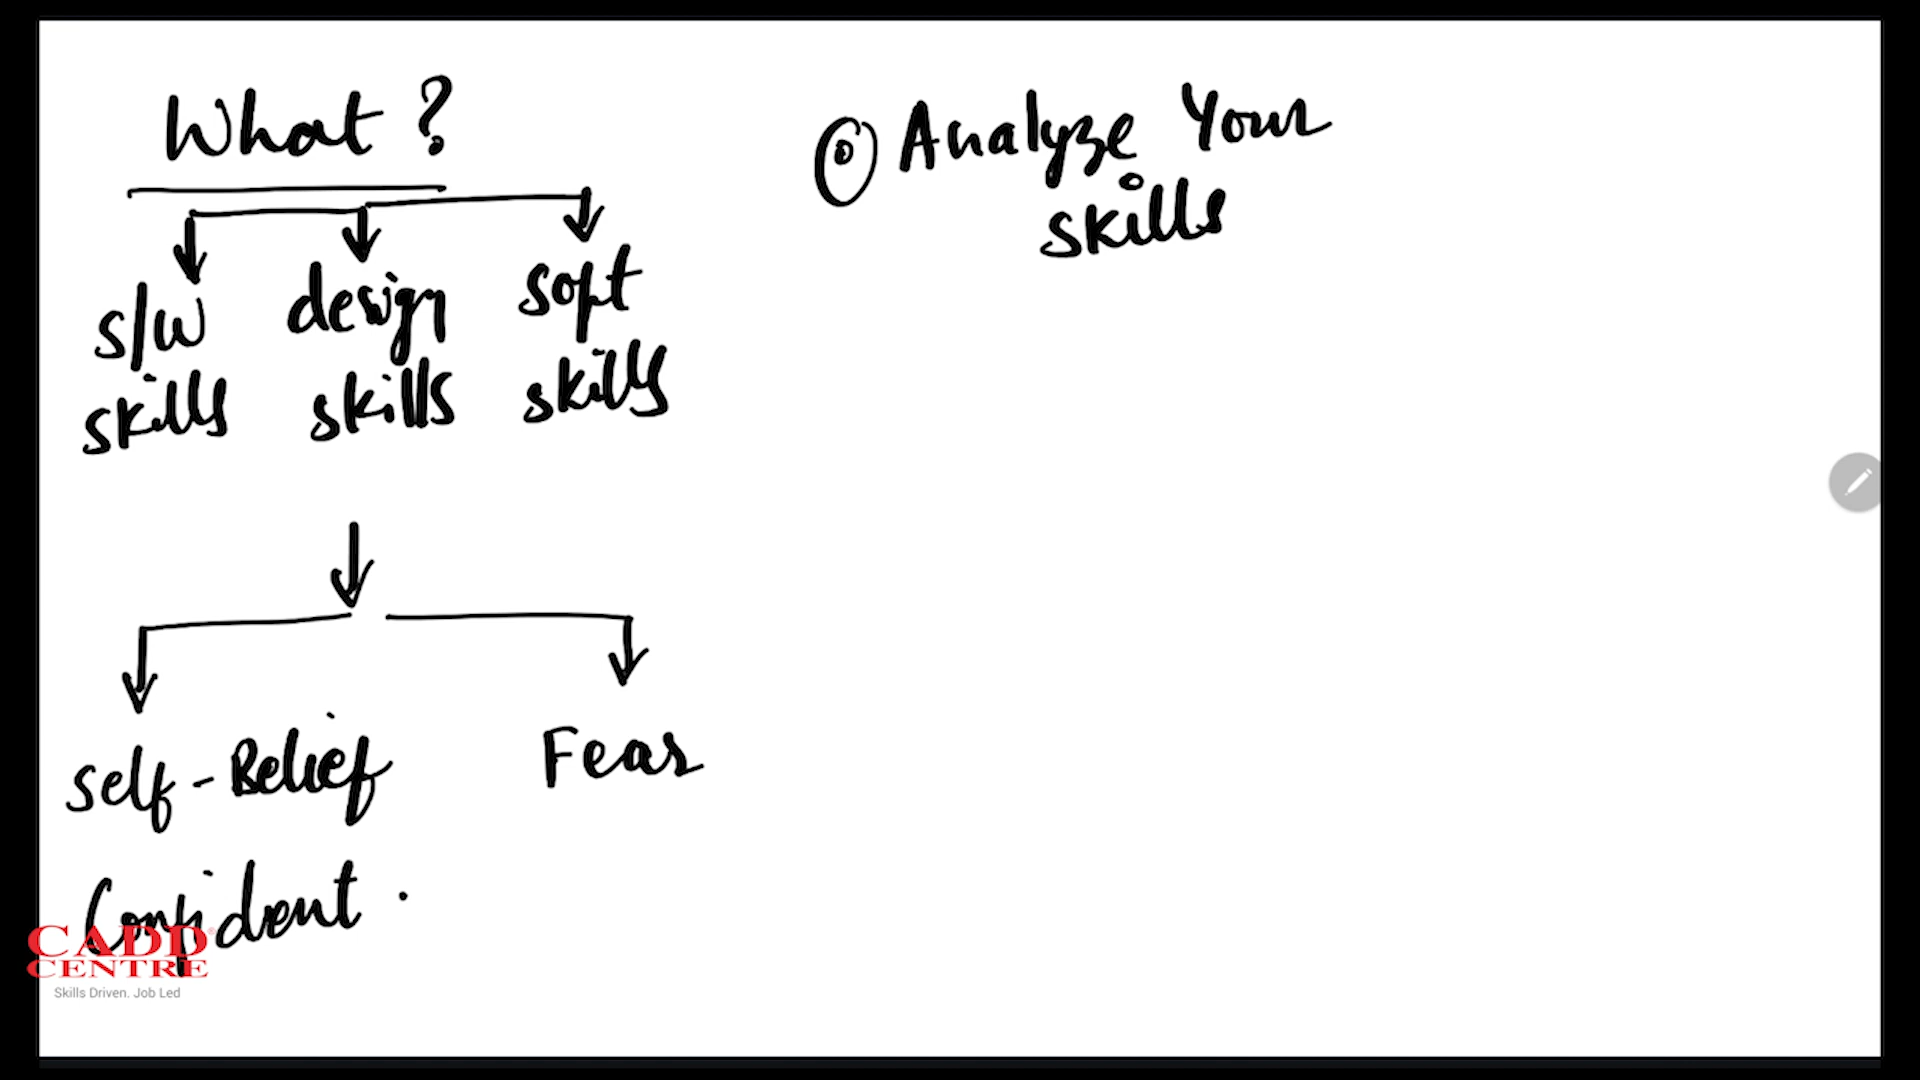 What?
s/w design soft
skills skills skills
Self-Belief Fear
Confident.
Analyze Your
skills
CADD
CENTRE
Skills Driven. Job Led